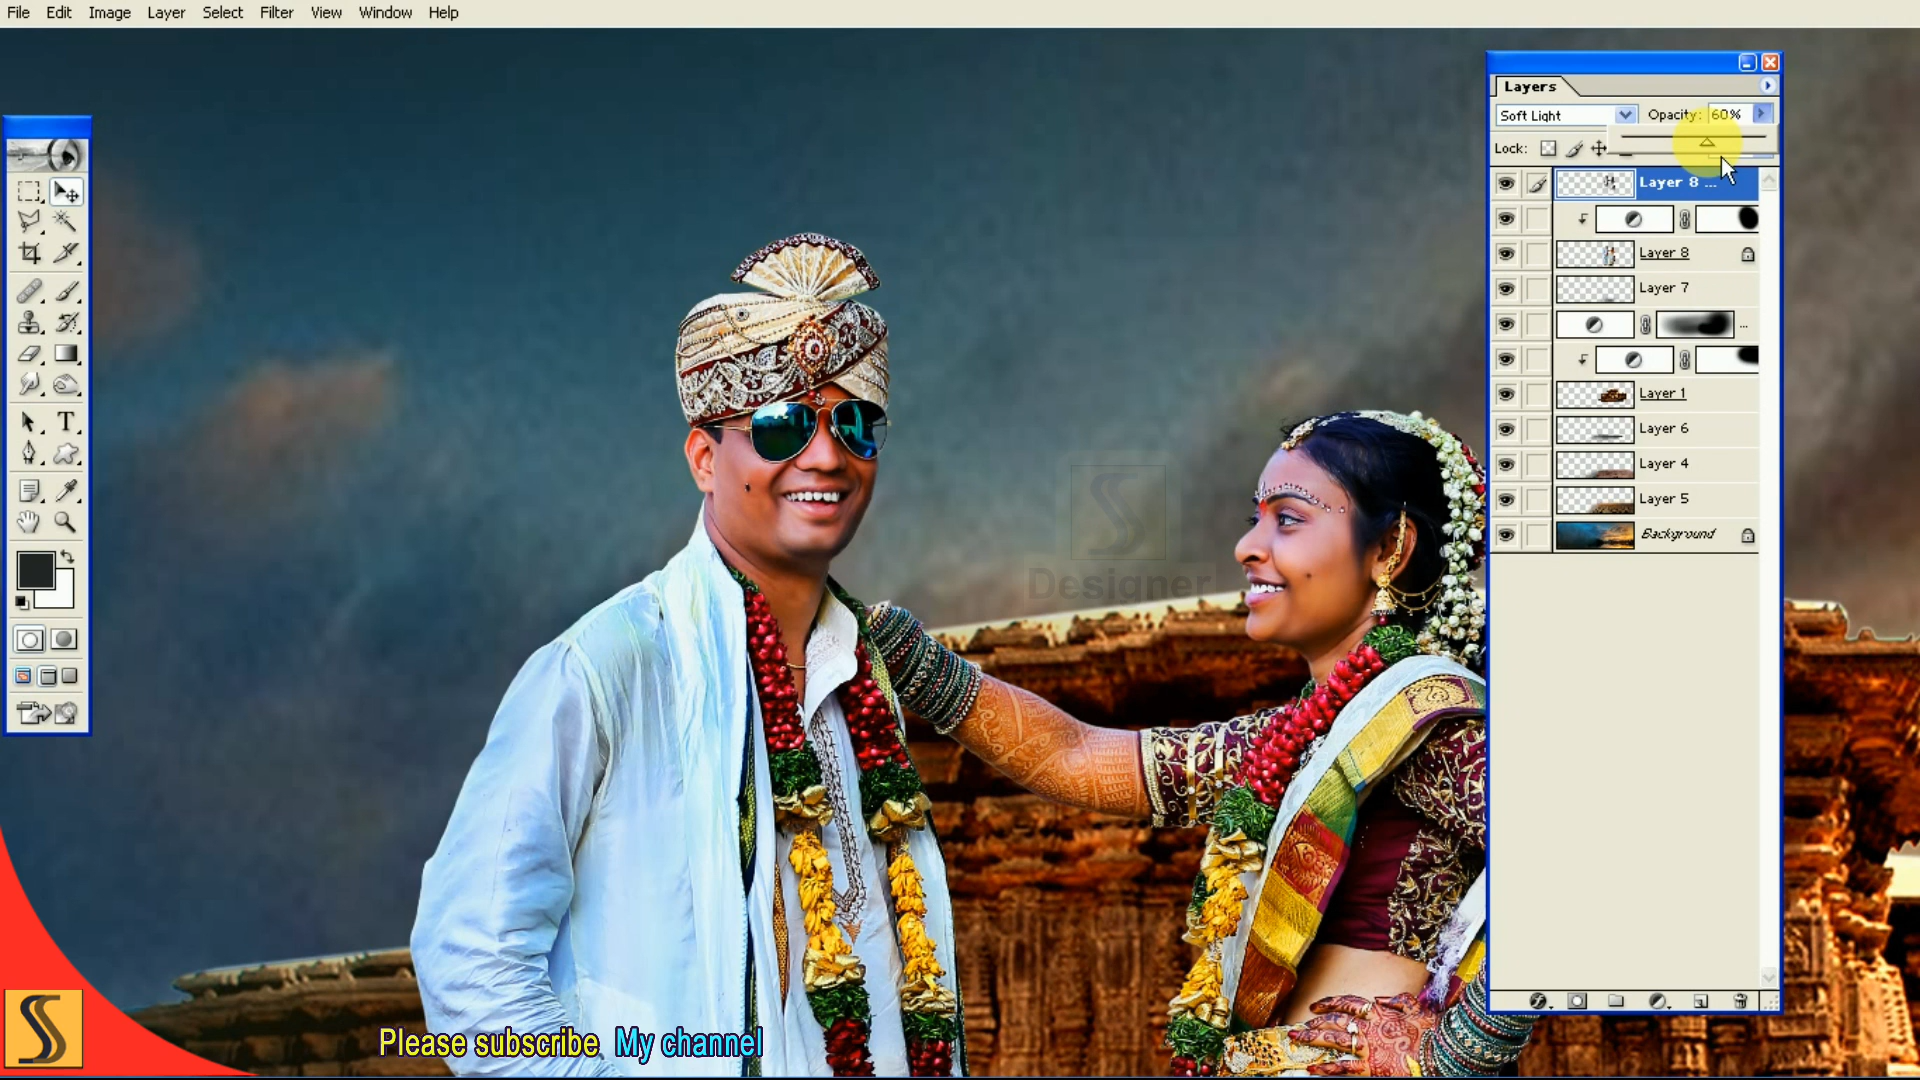 File Edit Image Layer Select Filter View Window Help
Layers
Soft Light Opacity: 60%
Lock:
Layer 8 ...
Layer 8
Layer 7
...
Layer 1
Layer 6
Layer 4
Layer 5
Background
T
Designer
Please subscribe My channel